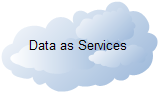 Data as Services